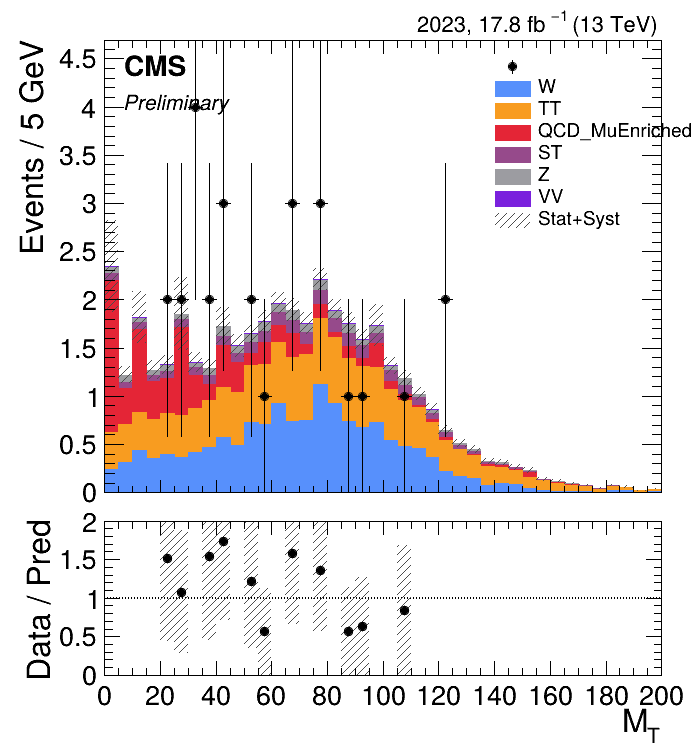 2023, 17.8 fb⁻¹ (13 TeV)
CMS
Preliminary
W
TT
QCD_MuEnriched
ST
Z
VV
Stat+Syst
Events / 5 GeV
4.5
4
3.5
3
2.5
2
1.5
1
0.5
0
Data / Pred
2
1.5
1
0.5
0
0 20 40 60 80 100 120 140 160 180 200
M_T